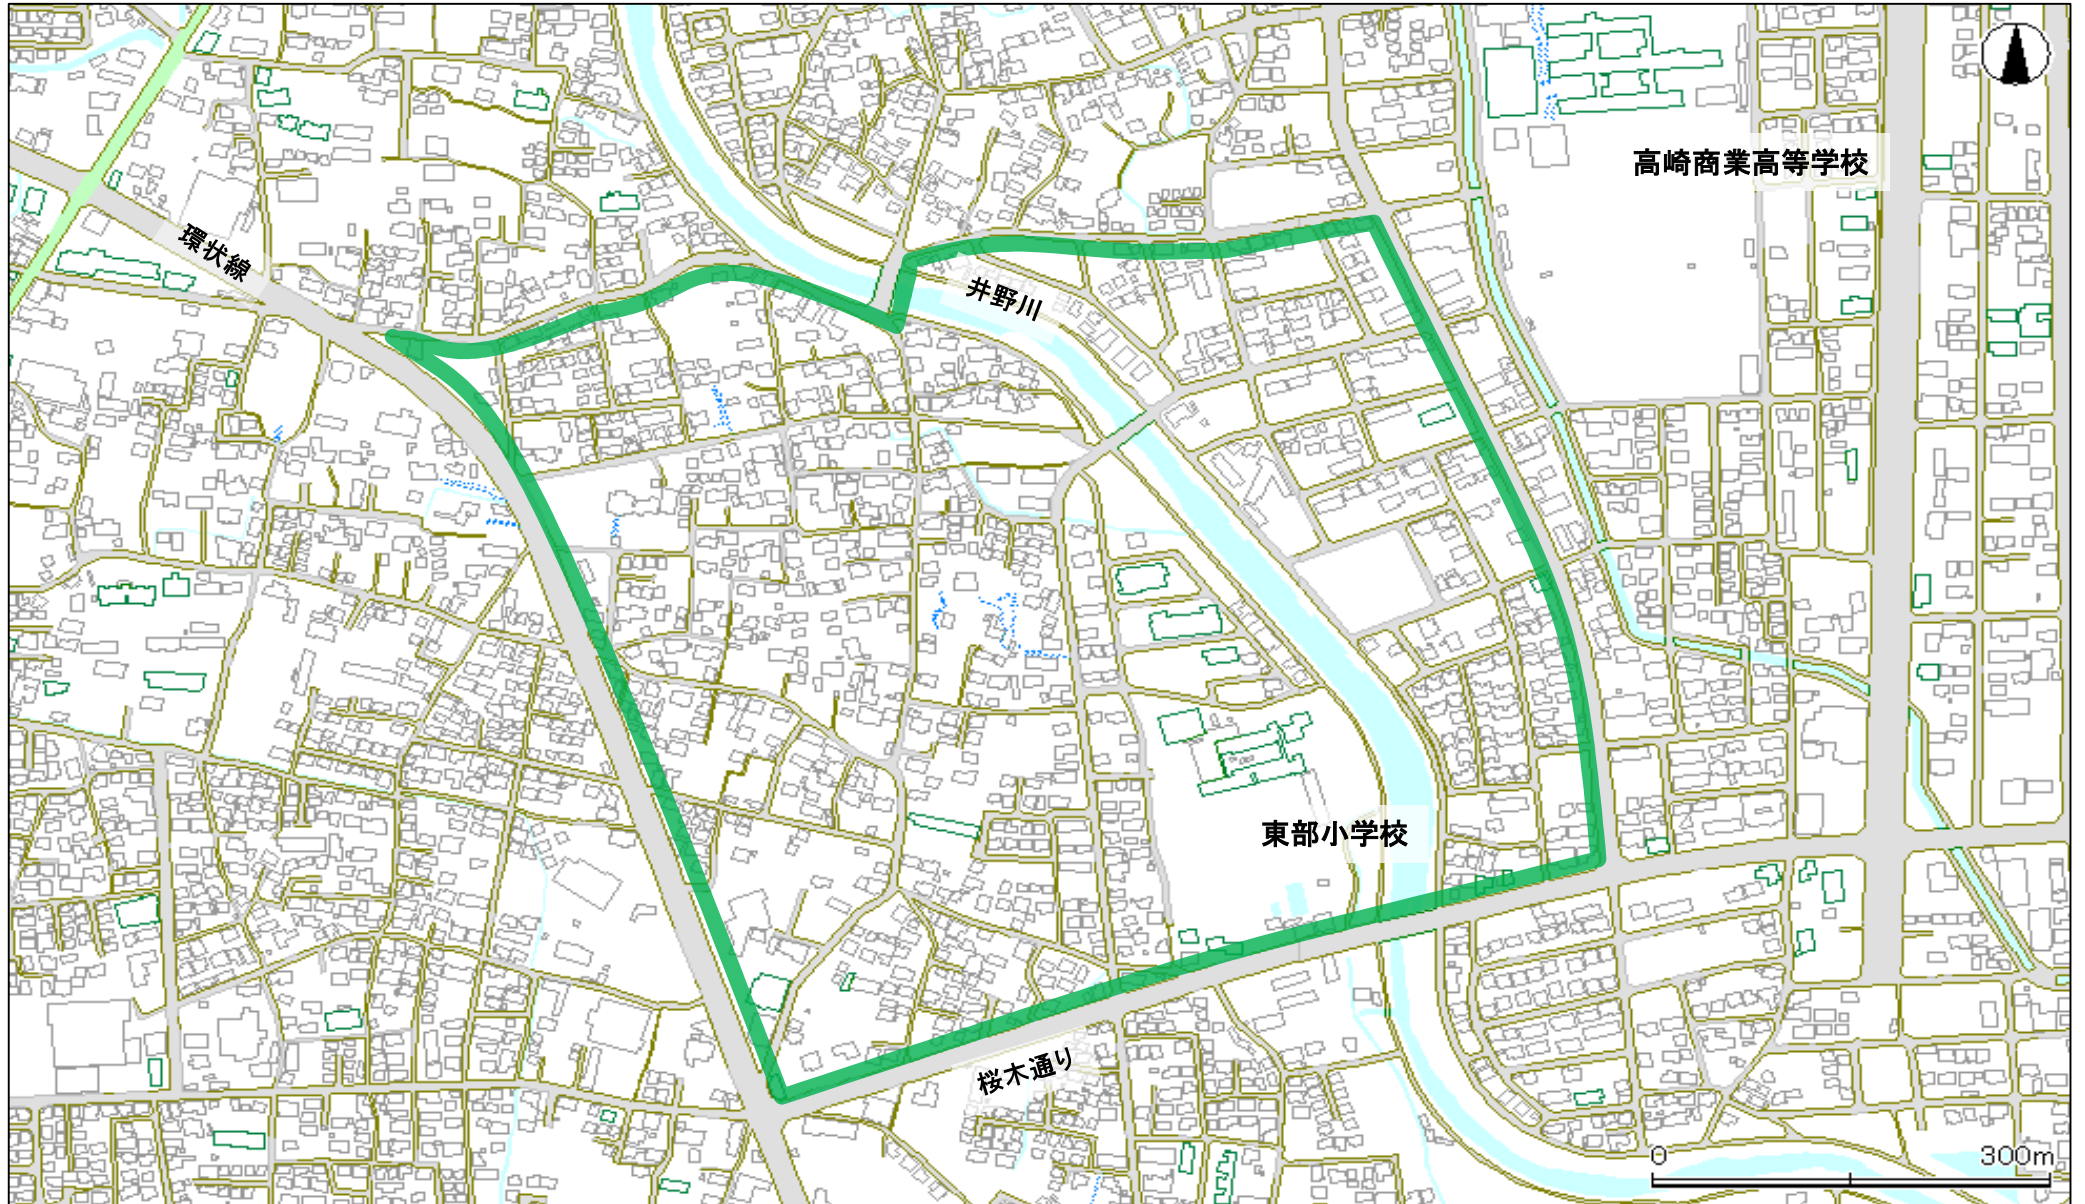 高崎商業高等学校
環状線
井野川
東部小学校
桜木通り
0 300m